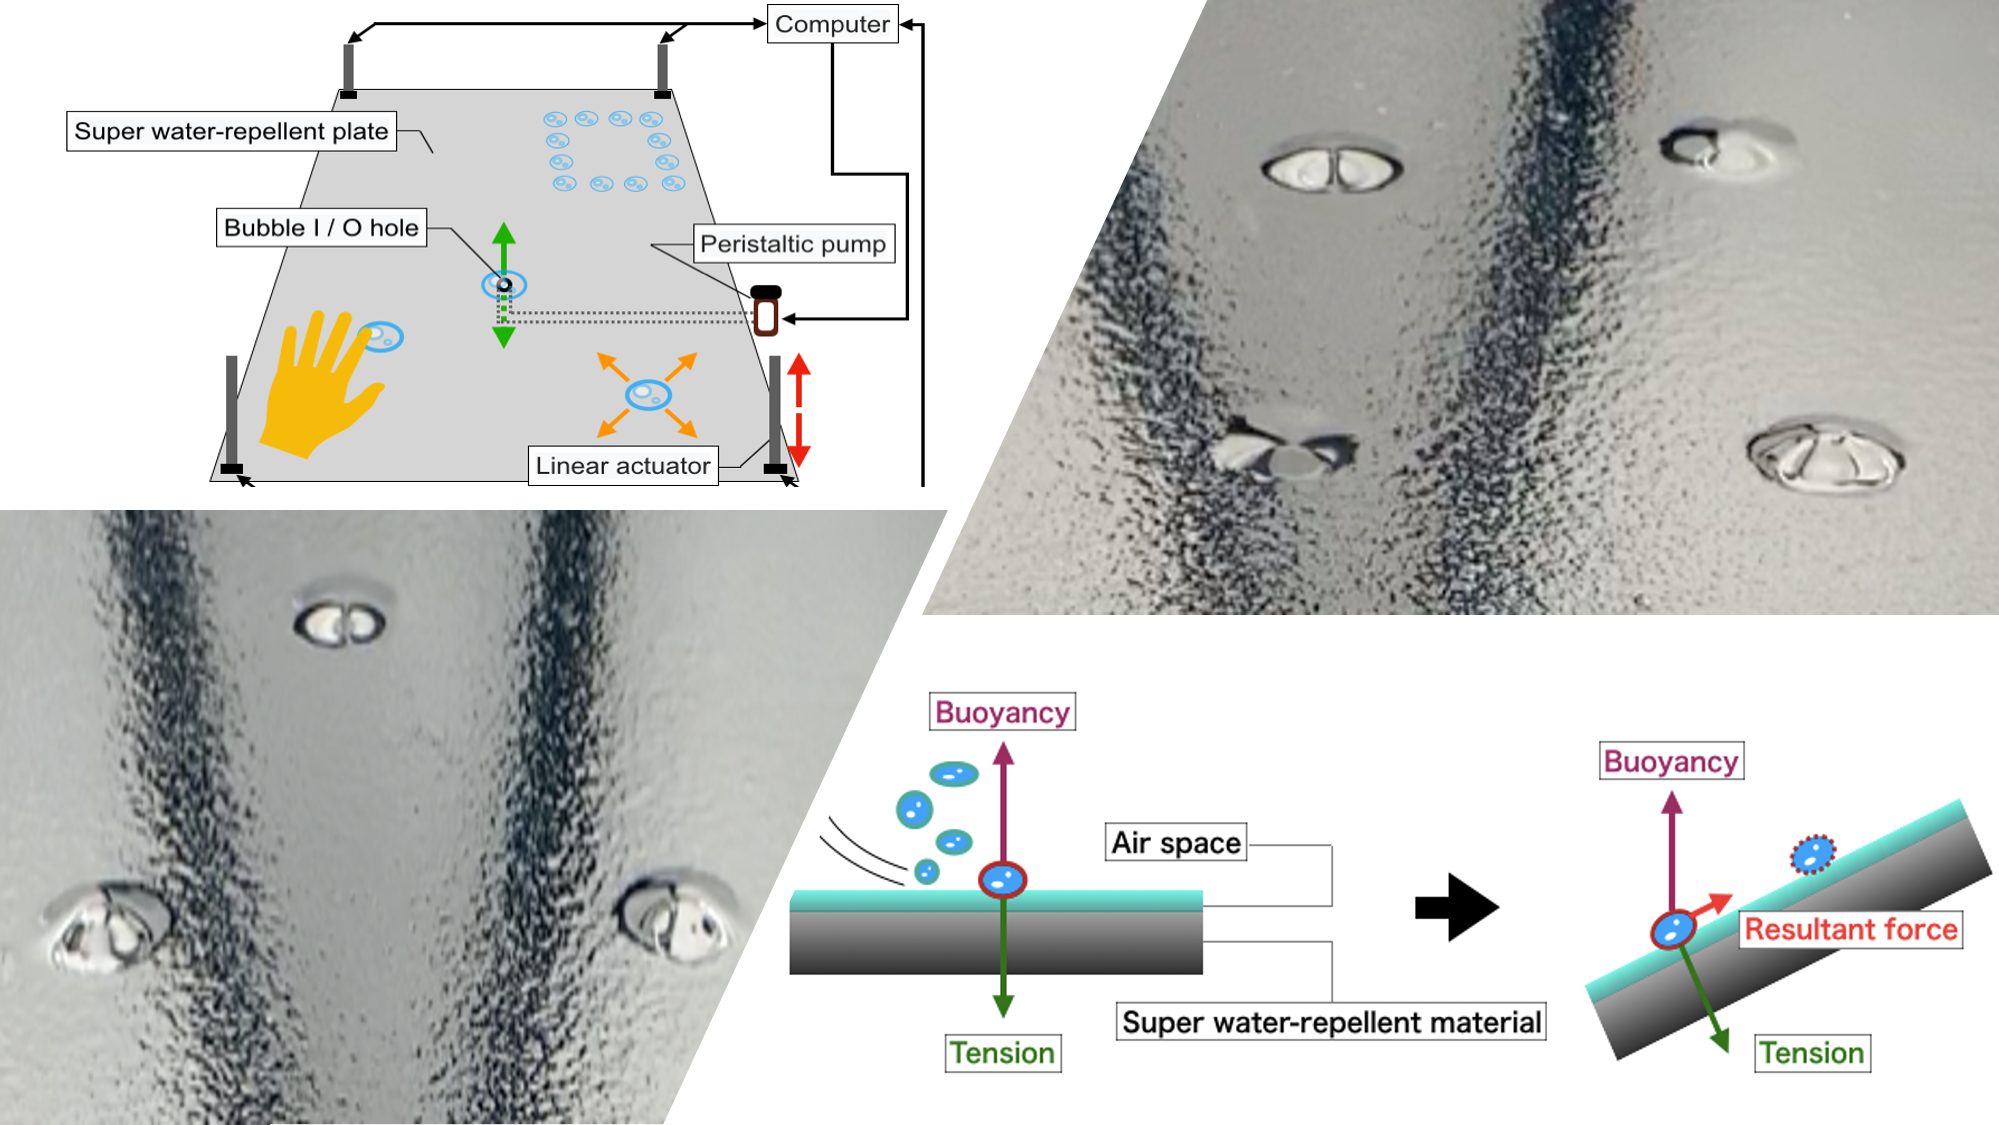 Computer
Super water-repellent plate
Bubble I / O hole
Peristaltic pump
Linear actuator
Buoyancy
Air space
Super water-repellent material
Tension
Buoyancy
Resultant force
Tension